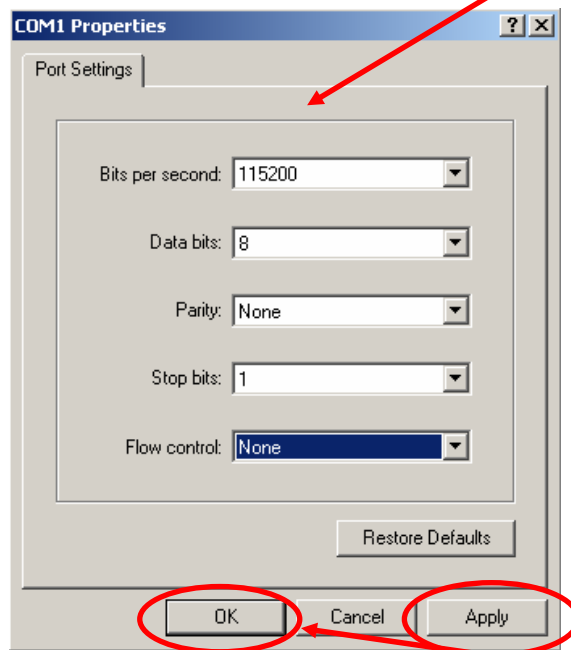 COM1 Properties ? X
Port Settings
Bits per second: 115200
Data bits: 8
Parity: None
Stop bits: 1
Flow control: None
Restore Defaults
OK Cancel Apply